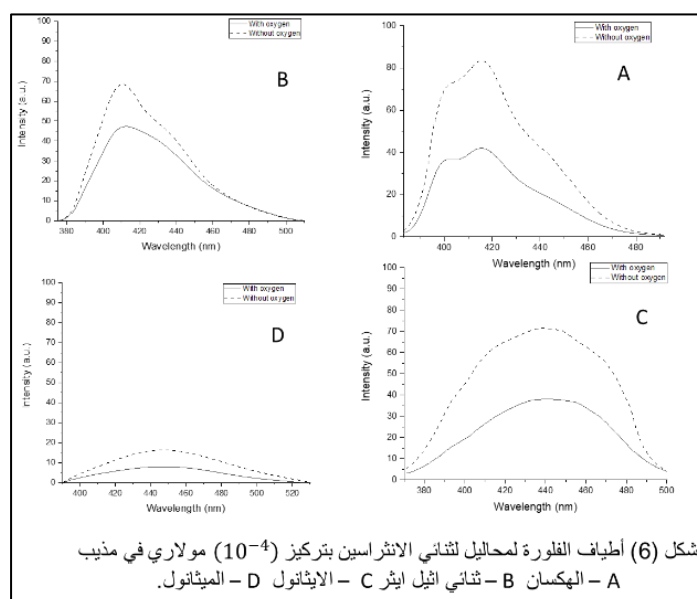 100
90
80
70
60
50
40
30
20
10
0
Intensity (a.u.)
With oxygen
Without oxygen
B
380
400
420
440
460
480
500
Wavelength (nm)
100
80
60
40
20
0
Intensity (a.u.)
With oxygen
Without oxygen
A
400
420
440
460
480
Wavelength (nm)
100
90
80
70
60
50
40
30
20
10
0
Intensity (a.u.)
With oxygen
Without oxygen
D
400
420
440
460
480
500
520
Wavelength (nm)
100
90
80
70
60
50
40
30
20
10
0
Intensity (a.u.)
With oxygen
Without oxygen
C
380
400
420
440
460
480
500
Wavelength (nm)
شكل (6) أطياف الفلورة لمحاليل لثنائي الانثراسين بتركيز (10⁻⁴) مولاري في مذيب
A – الهكسان B – ثنائي اثيل ايثر C – الايثانول D – الميثانول.